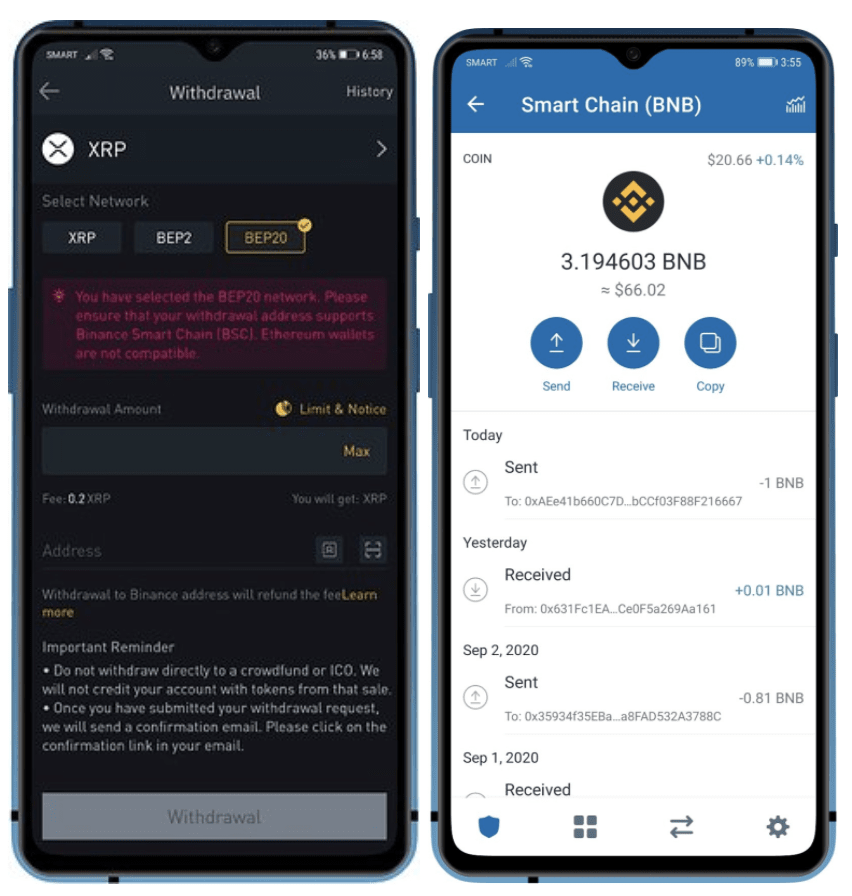 SMART
36% 6:58
Withdrawal
History
XRP
Select Network
XRP
BEP2
BEP20
You have selected the BEP20 network. Please
ensure that your withdrawal address supports
Binance Smart Chain (BSC). Ethereum wallets
are not compatible.
Withdrawal Amount
Limit & Notice
Max
Fee: 0.2 XRP
You will get: XRP
Address
Withdrawal to Binance address will refund the feeLearn
more
Important Reminder
• Do not withdraw directly to a crowdfund or ICO. We
will not credit your account with tokens from that sale.
• Once you have submitted your withdrawal request,
we will send a confirmation email. Please click on the
confirmation link in your email.
Withdrawal
SMART
89% 3:55
Smart Chain (BNB)
COIN
$20.66 +0.14%
3.194603 BNB
≈ $66.02
Send
Receive
Copy
Today
Sent
-1 BNB
To: 0xAEe41b660C7D...bCCf03F88F216667
Yesterday
Received
+0.01 BNB
From: 0x631Fc1EA...Ce0F5a269Aa161
Sep 2, 2020
Sent
-0.81 BNB
To: 0x35934f35EBa...a8FAD532A3788C
Sep 1, 2020
Received